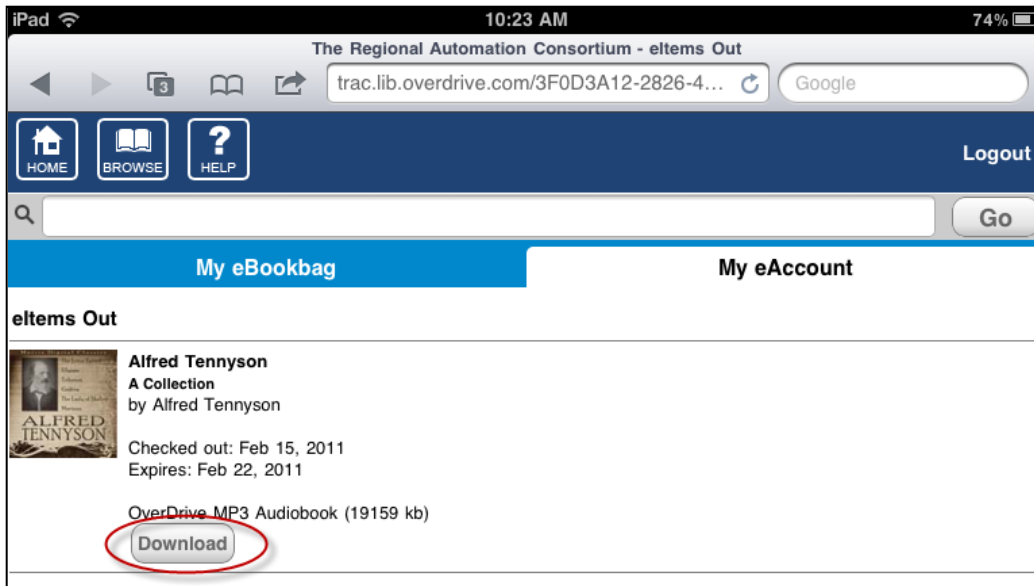 iPad 10:23 AM 74%
The Regional Automation Consortium - eItems Out
3 trac.lib.overdrive.com/3F0D3A12-2826-4... Google
HOME BROWSE ? HELP Logout
Go
My eBookbag My eAccount
eItems Out
ALFRED
TENNYSON
Alfred Tennyson
A Collection
by Alfred Tennyson
Checked out: Feb 15, 2011
Expires: Feb 22, 2011
OverDrive MP3 Audiobook (19159 kb)
Download